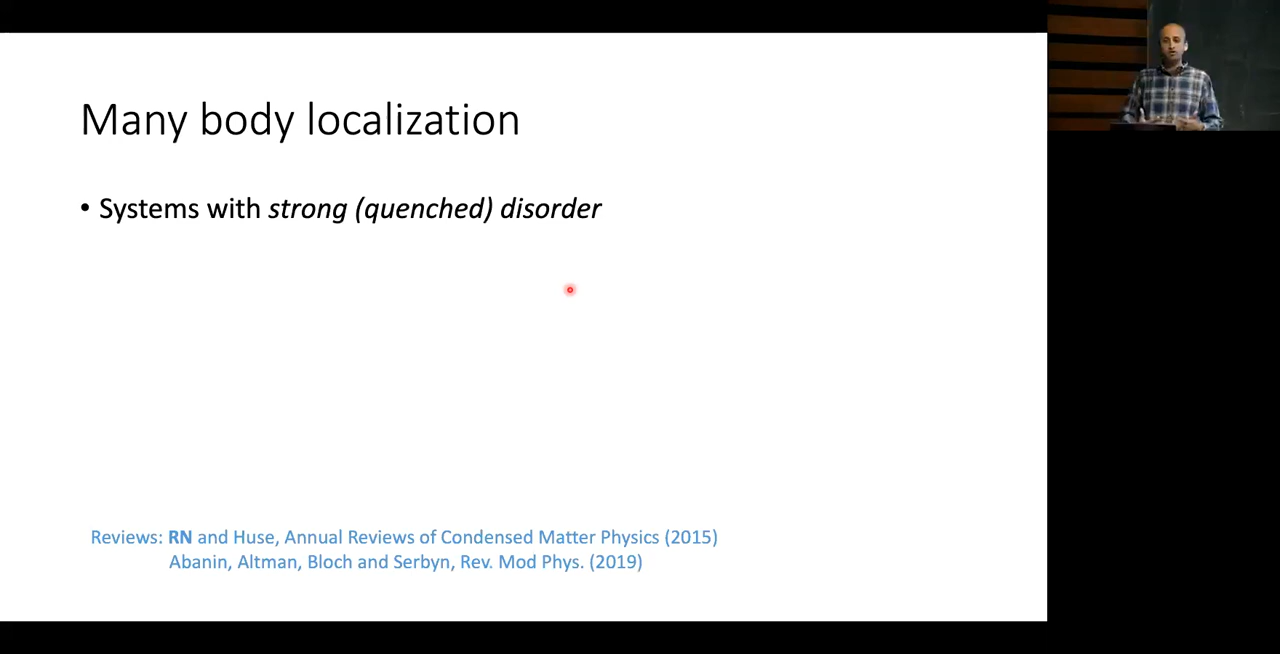 Many body localization
• Systems with strong (quenched) disorder
Reviews: RN and Huse, Annual Reviews of Condensed Matter Physics (2015)
Abanin, Altman, Bloch and Serbyn, Rev. Mod Phys. (2019)